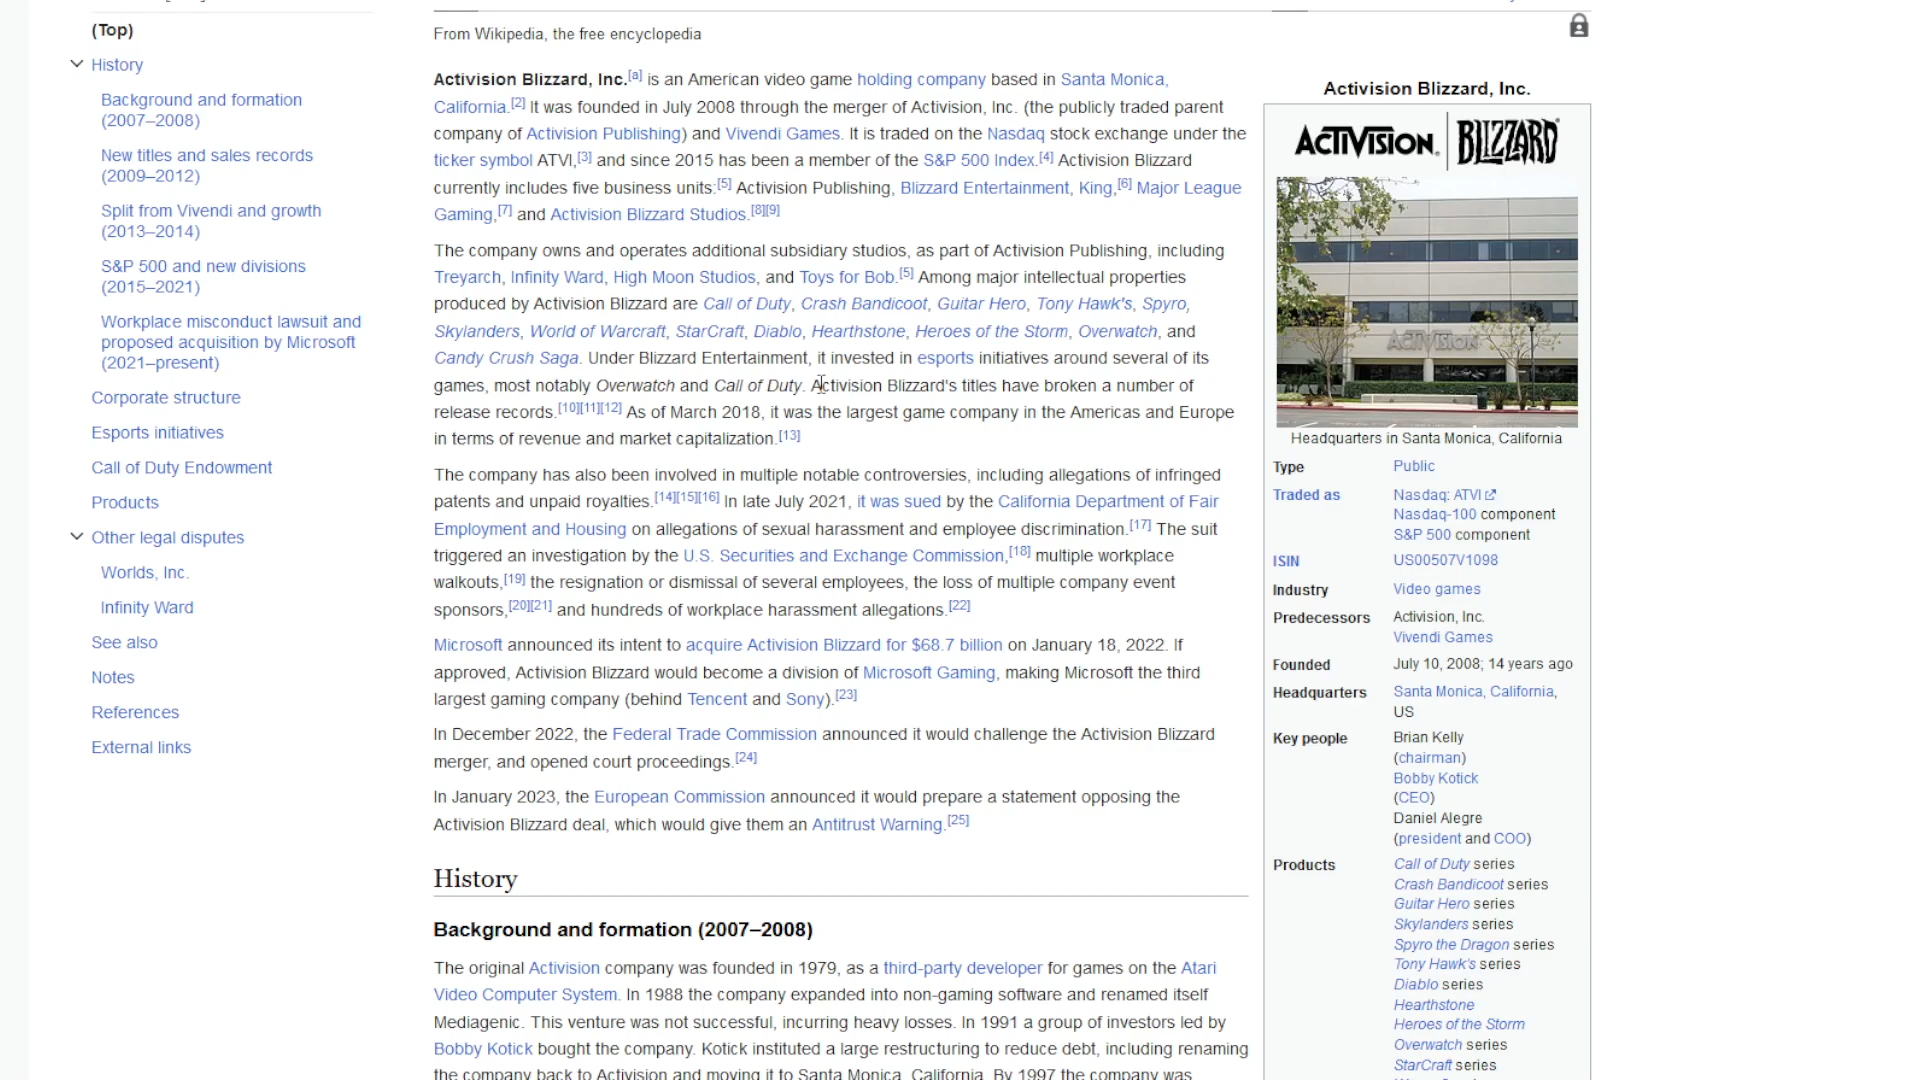 (Top)
History
Background and formation
(2007–2008)
New titles and sales records
(2009–2012)
Split from Vivendi and growth
(2013–2014)
S&P 500 and new divisions
(2015–2021)
Workplace misconduct lawsuit and
proposed acquisition by Microsoft
(2021–present)
Corporate structure
Esports initiatives
Call of Duty Endowment
Products
Other legal disputes
Worlds, Inc.
Infinity Ward
See also
Notes
References
External links
From Wikipedia, the free encyclopedia
Activision Blizzard, Inc.[a] is an American video game holding company based in Santa Monica,
California.[2] It was founded in July 2008 through the merger of Activision, Inc. (the publicly traded parent
company of Activision Publishing) and Vivendi Games. It is traded on the Nasdaq stock exchange under the
ticker symbol ATVI,[3] and since 2015 has been a member of the S&P 500 Index.[4] Activision Blizzard
currently includes five business units:[5] Activision Publishing, Blizzard Entertainment, King,[6] Major League
Gaming,[7] and Activision Blizzard Studios.[8][9]
The company owns and operates additional subsidiary studios, as part of Activision Publishing, including
Treyarch, Infinity Ward, High Moon Studios, and Toys for Bob.[5] Among major intellectual properties
produced by Activision Blizzard are Call of Duty, Crash Bandicoot, Guitar Hero, Tony Hawk's, Spyro,
Skylanders, World of Warcraft, StarCraft, Diablo, Hearthstone, Heroes of the Storm, Overwatch, and
Candy Crush Saga. Under Blizzard Entertainment, it invested in esports initiatives around several of its
games, most notably Overwatch and Call of Duty. Activision Blizzard's titles have broken a number of
release records.[10][11][12] As of March 2018, it was the largest game company in the Americas and Europe
in terms of revenue and market capitalization.[13]
The company has also been involved in multiple notable controversies, including allegations of infringed
patents and unpaid royalties.[14][15][16] In late July 2021, it was sued by the California Department of Fair
Employment and Housing on allegations of sexual harassment and employee discrimination.[17] The suit
triggered an investigation by the U.S. Securities and Exchange Commission,[18] multiple workplace
walkouts,[19] the resignation or dismissal of several employees, the loss of multiple company event
sponsors,[20][21] and hundreds of workplace harassment allegations.[22]
Microsoft announced its intent to acquire Activision Blizzard for $68.7 billion on January 18, 2022. If
approved, Activision Blizzard would become a division of Microsoft Gaming, making Microsoft the third
largest gaming company (behind Tencent and Sony).[23]
In December 2022, the Federal Trade Commission announced it would challenge the Activision Blizzard
merger, and opened court proceedings.[24]
In January 2023, the European Commission announced it would prepare a statement opposing the
Activision Blizzard deal, which would give them an Antitrust Warning.[25]
History
Background and formation (2007–2008)
The original Activision company was founded in 1979, as a third-party developer for games on the Atari
Video Computer System. In 1988 the company expanded into non-gaming software and renamed itself
Mediagenic. This venture was not successful, incurring heavy losses. In 1991 a group of investors led by
Bobby Kotick bought the company. Kotick instituted a large restructuring to reduce debt, including renaming
the company back to Activision and moving it to Santa Monica, California. By 1997 the company was
Activision Blizzard, Inc.
ACTIVISION. BLIZZARD
ACTIVISION
Headquarters in Santa Monica, California
Type Public
Traded as Nasdaq: ATVI
Nasdaq-100 component
S&P 500 component
ISIN US00507V1098
Industry Video games
Predecessors Activision, Inc.
Vivendi Games
Founded July 10, 2008; 14 years ago
Headquarters Santa Monica, California,
US
Key people Brian Kelly
(chairman)
Bobby Kotick
(CEO)
Daniel Alegre
(president and COO)
Products Call of Duty series
Crash Bandicoot series
Guitar Hero series
Skylanders series
Spyro the Dragon series
Tony Hawk's series
Diablo series
Hearthstone
Heroes of the Storm
Overwatch series
StarCraft series